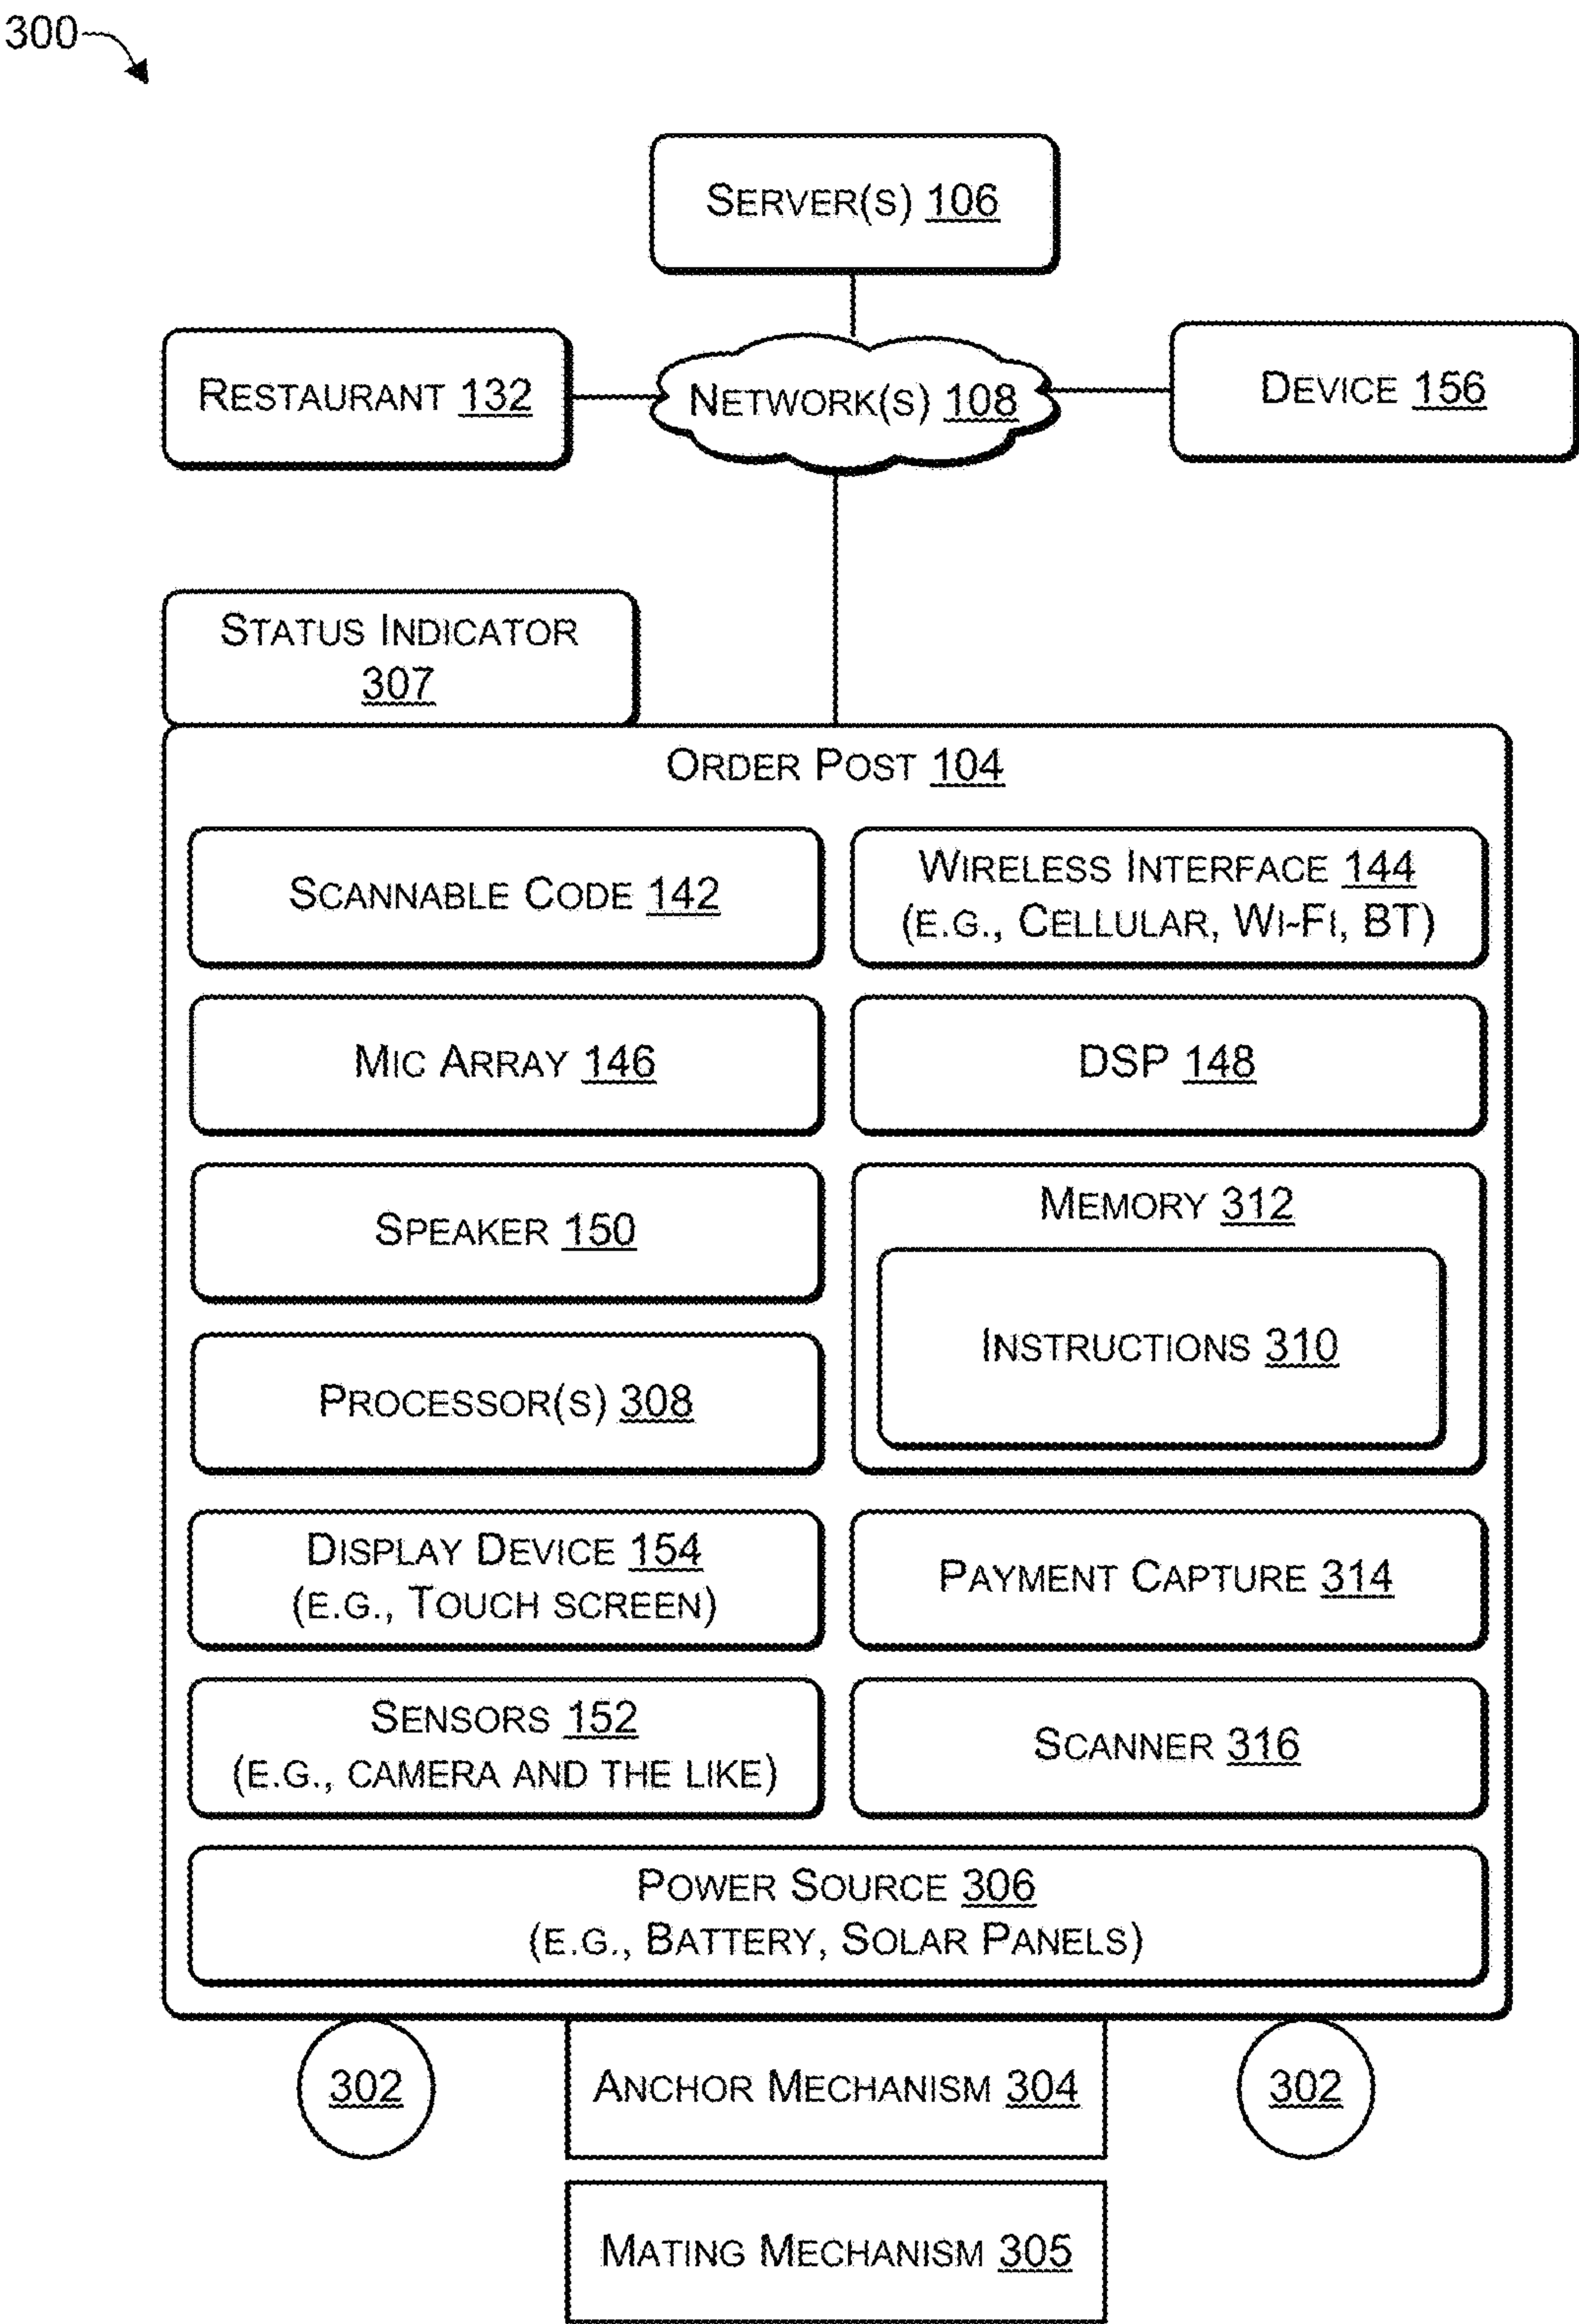 300
SERVER(S) 106
RESTAURANT 132
NETWORK(S) 108
DEVICE 156
STATUS INDICATOR
307
ORDER POST 104
SCANNABLE CODE 142
WIRELESS INTERFACE 144
(E.G., CELLULAR, WI-FI, BT)
MIC ARRAY 146
DSP 148
SPEAKER 150
MEMORY 312
INSTRUCTIONS 310
PROCESSOR(S) 308
DISPLAY DEVICE 154
(E.G., TOUCH SCREEN)
PAYMENT CAPTURE 314
SENSORS 152
(E.G., CAMERA AND THE LIKE)
SCANNER 316
POWER SOURCE 306
(E.G., BATTERY, SOLAR PANELS)
302
ANCHOR MECHANISM 304
302
MATING MECHANISM 305